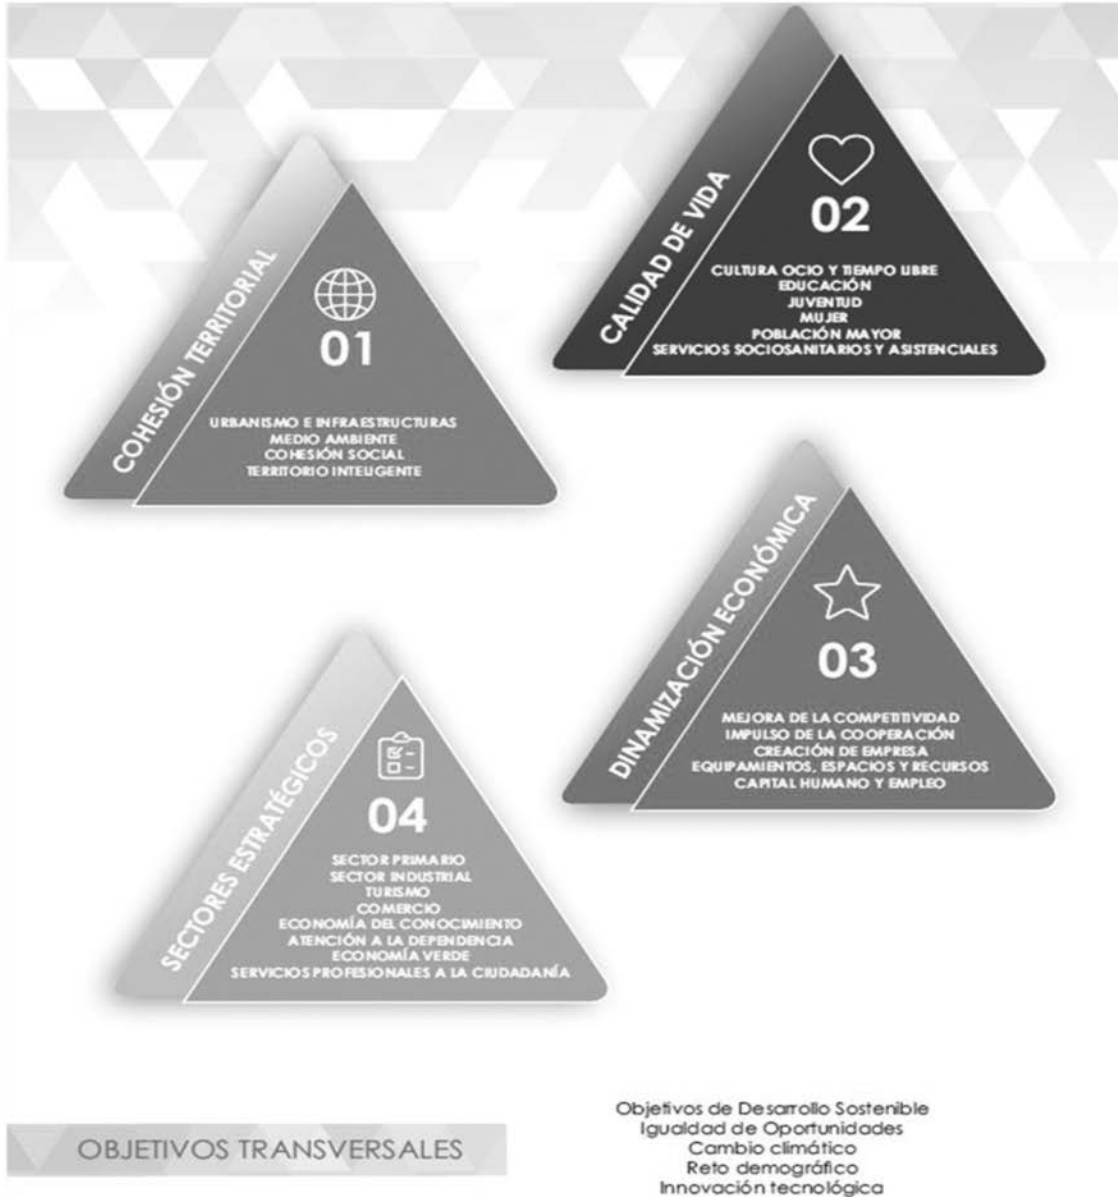 COHESIÓN TERRITORIAL
01
URBANISMO E INFRAESTRUCTURAS
MEDIO AMBIENTE
COHESIÓN SOCIAL
TERRITORIO INTELIGENTE
CALIDAD DE VIDA
02
CULTURA OCIO Y TIEMPO LIBRE
EDUCACIÓN
JUVENTUD
MUJER
POBLACIÓN MAYOR
SERVICIOS SOCIOSANITARIOS Y ASISTENCIALES
DINAMIZACIÓN ECONÓMICA
03
MEJORA DE LA COMPETITIVIDAD
IMPULSO DE LA COOPERACIÓN
CREACIÓN DE EMPRESA
EQUIPAMIENTOS, ESPACIOS Y RECURSOS
CAPITAL HUMANO Y EMPLEO
SECTORES ESTRATÉGICOS
04
SECTOR PRIMARIO
SECTOR INDUSTRIAL
TURISMO
COMERCIO
ECONOMÍA DEL CONOCIMIENTO
ATENCIÓN A LA DEPENDENCIA
ECONOMÍA VERDE
SERVICIOS PROFESIONALES A LA CIUDADANÍA
OBJETIVOS TRANSVERSALES
Objetivos de Desarrollo Sostenible
Igualdad de Oportunidades
Cambio climático
Reto demográfico
Innovación tecnológica